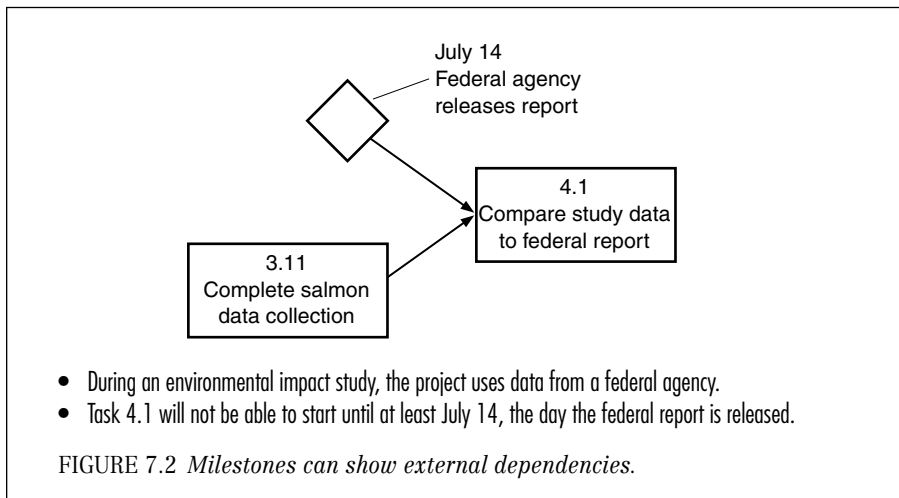 July 14
Federal agency
releases report
4.1
Compare study data
to federal report
3.11
Complete salmon
data collection
• During an environmental impact study, the project uses data from a federal agency.
• Task 4.1 will not be able to start until at least July 14, the day the federal report is released.
FIGURE 7.2 Milestones can show external dependencies.